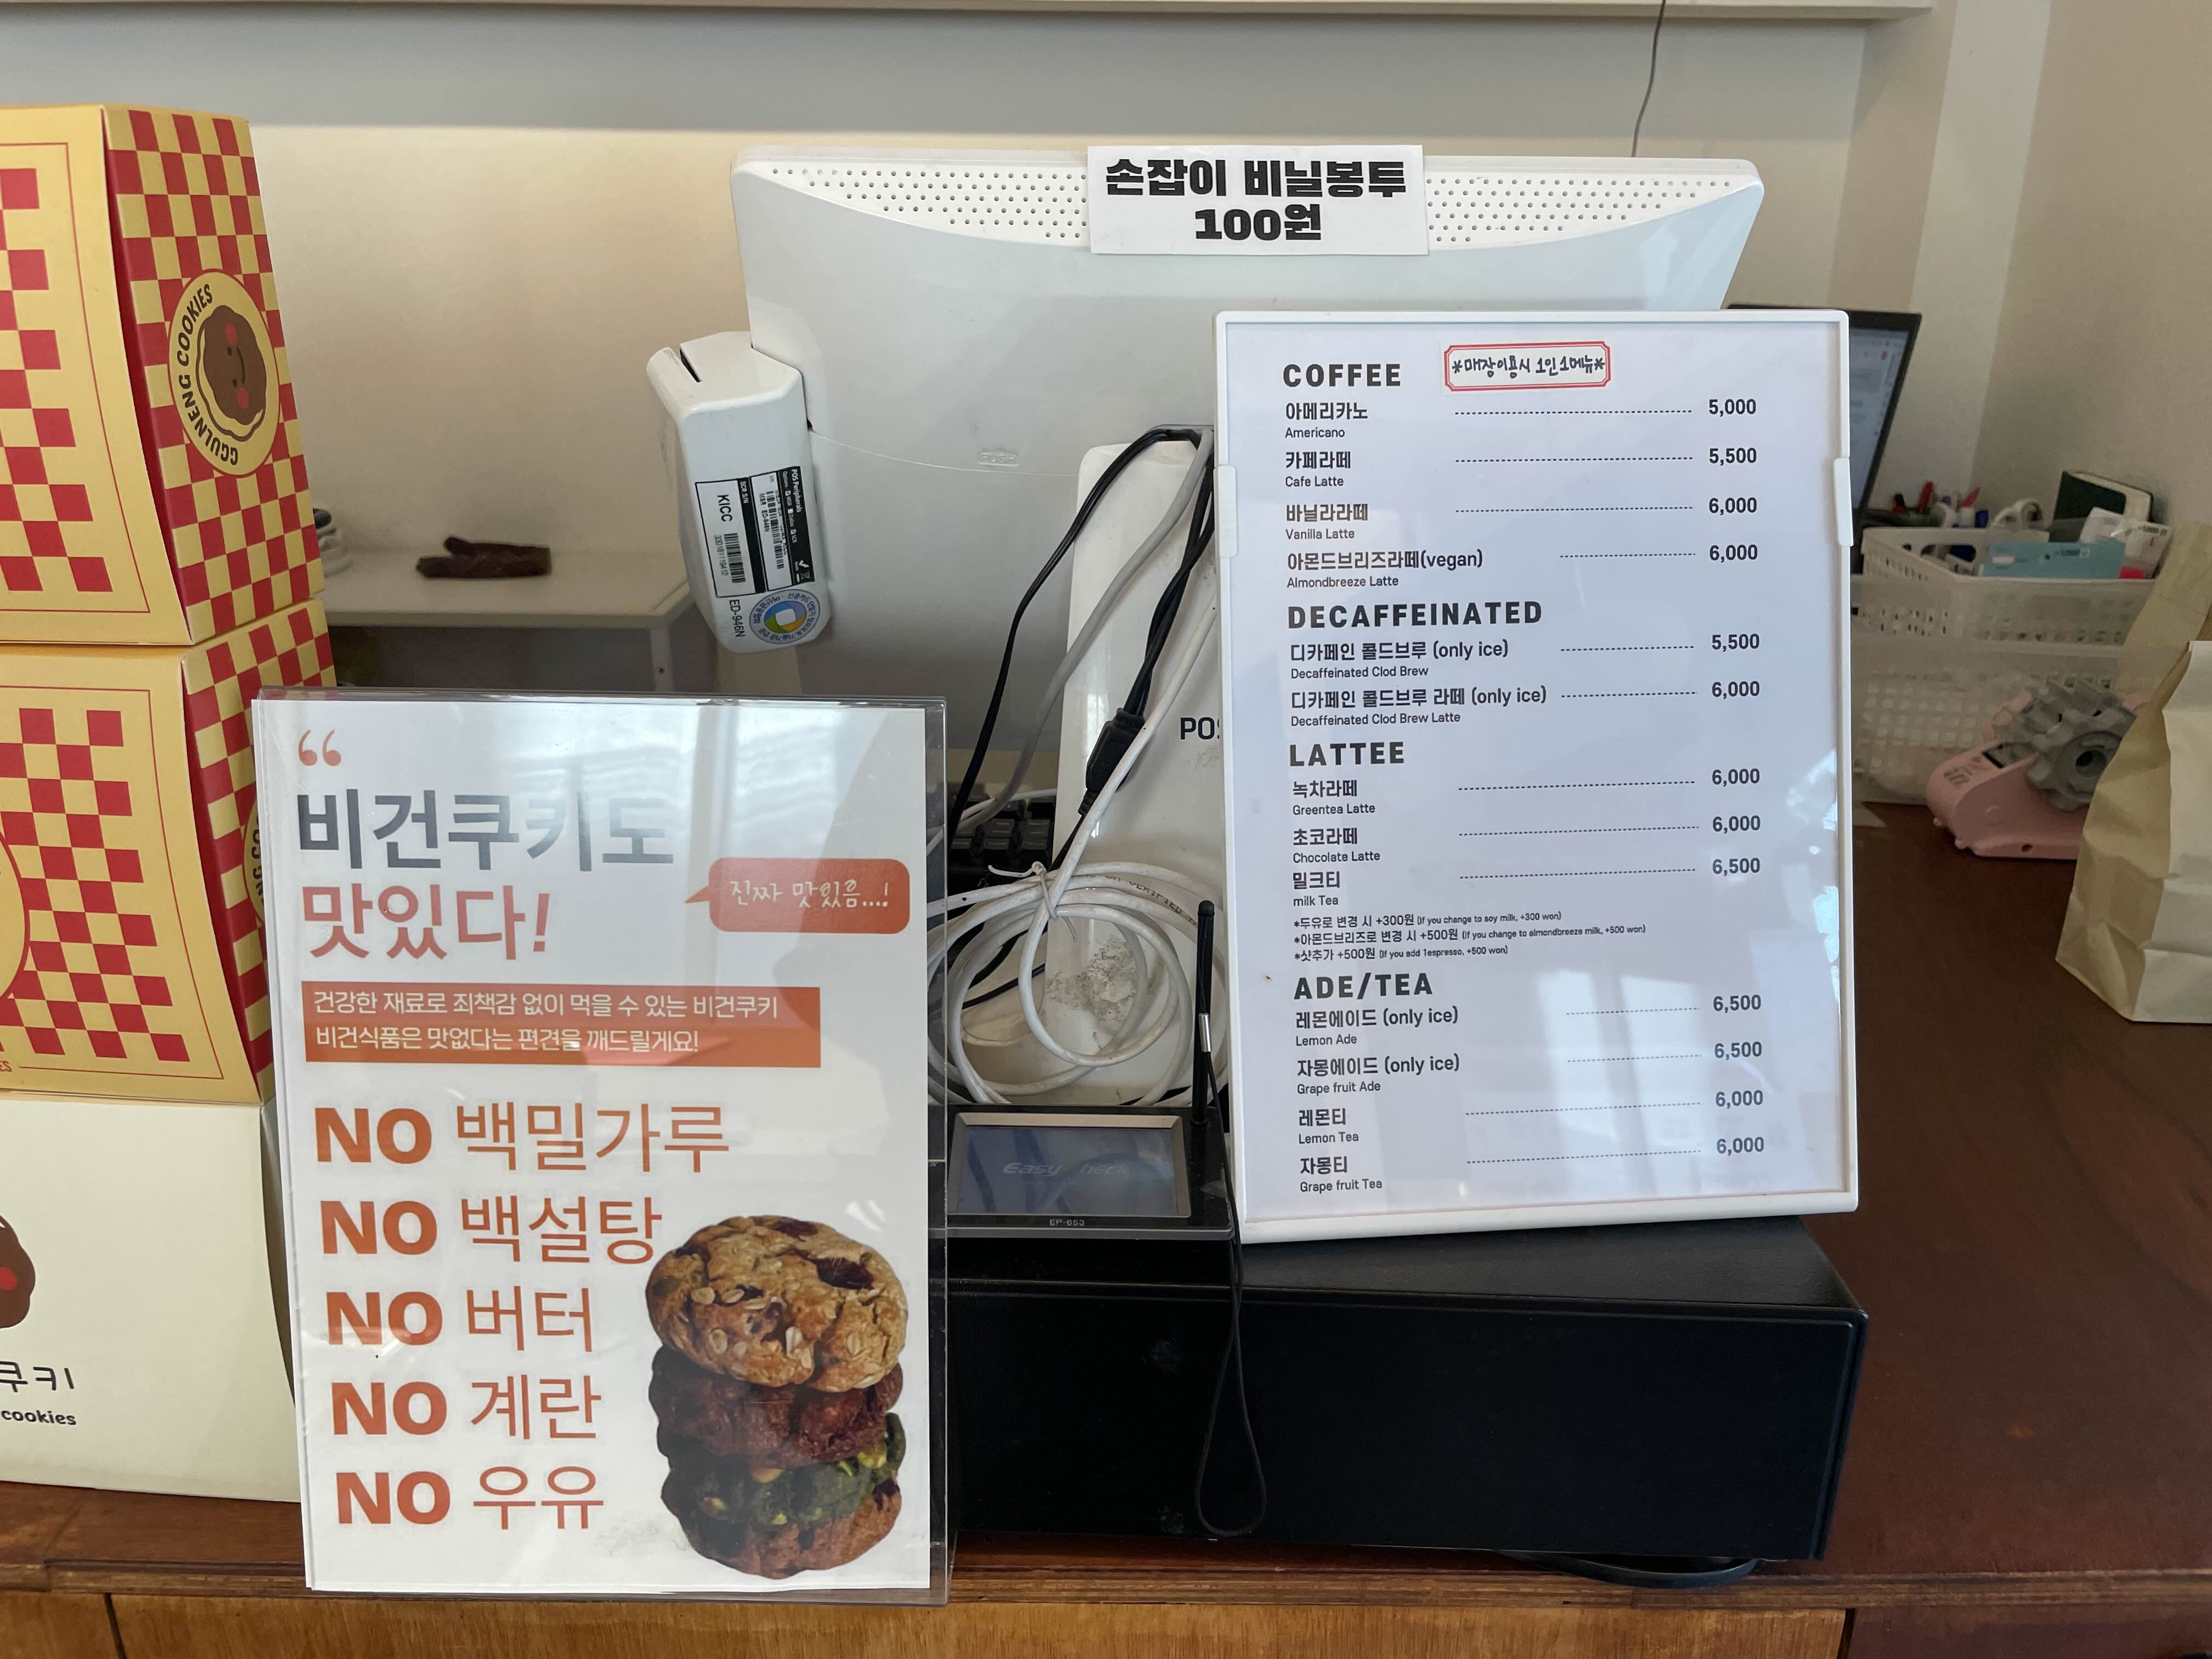 손잡이 비닐봉투
100원
GGULNENG COOKIES
쿠키
cookies
KICC
ED-946N
PUSH
“
비건쿠키도
맛있다!
진짜 맛있음...!
건강한 재료로 죄책감 없이 먹을 수 있는 비건쿠키
비건식품은 맛없다는 편견을 깨드릴게요!
NO 백밀가루
NO 백설탕
NO 버터
NO 계란
NO 우유
EP-053
COFFEE
*매장이용시 1인1메뉴*
아메리카노 5,000
Americano
카페라떼 5,500
Cafe Latte
바닐라라떼 6,000
Vanilla Latte
아몬드브리즈라떼(vegan) 6,000
Almondbreeze Latte
DECAFFEINATED
디카페인 콜드브루 (only ice) 5,500
Decaffeinated Clod Brew
디카페인 콜드브루 라떼 (only ice) 6,000
Decaffeinated Clod Brew Latte
LATTEE
녹차라떼 6,000
Greentea Latte
초코라떼 6,000
Chocolate Latte
밀크티 6,500
milk Tea
*두유로 변경 시 +300원 (If you change to soy milk, +300 won)
*아몬드브리즈로 변경 시 +500원 (If you change to almondbreeze milk, +500 won)
*샷추가 +500원 (If you add 1espresso, +500 won)
ADE/TEA
레몬에이드 (only ice) 6,500
Lemon Ade
자몽에이드 (only ice) 6,500
Grape fruit Ade
레몬티 6,000
Lemon Tea
자몽티 6,000
Grape fruit Tea